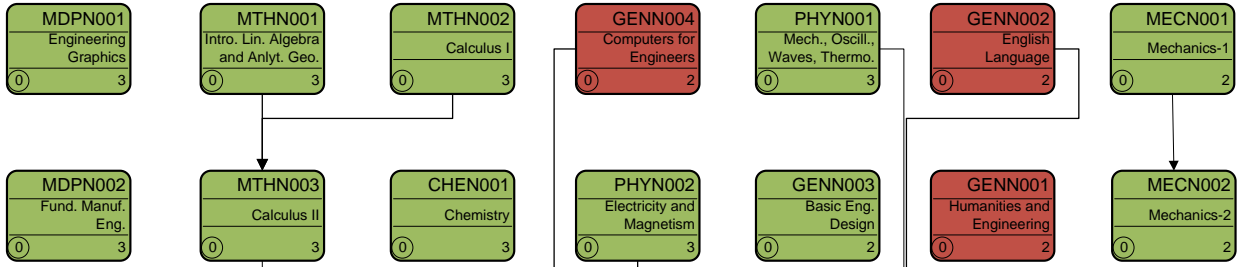 MDPN001
Engineering
Graphics
0 3
MTHN001
Intro. Lin. Algebra
and Anlyt. Geo.
0 3
MTHN002
Calculus I
0 3
GENN004
Computers for
Engineers
0 2
PHYN001
Mech., Oscill.,
Waves, Thermo.
0 3
GENN002
English
Language
0 2
MECN001
Mechanics-1
0 2
MDPN002
Fund. Manuf.
Eng.
0 3
MTHN003
Calculus II
0 3
CHEN001
Chemistry
0 3
PHYN002
Electricity and
Magnetism
0 3
GENN003
Basic Eng.
Design
0 2
GENN001
Humanities and
Engineering
0 2
MECN002
Mechanics-2
0 2